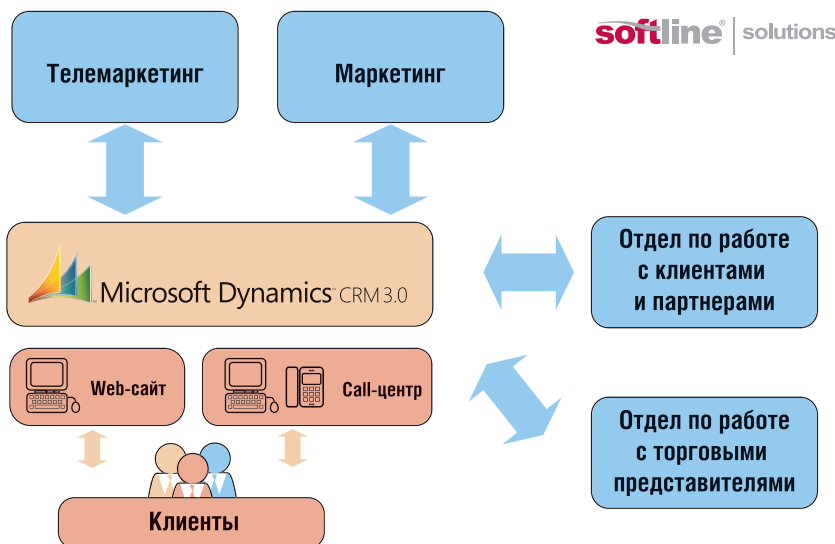 softline® | solutions
Телемаркетинг
Маркетинг
Microsoft Dynamics™ CRM 3.0
Отдел по работе
с клиентами
и партнерами
Web-сайт
Call-центр
Отдел по работе
с торговыми
представителями
Клиенты